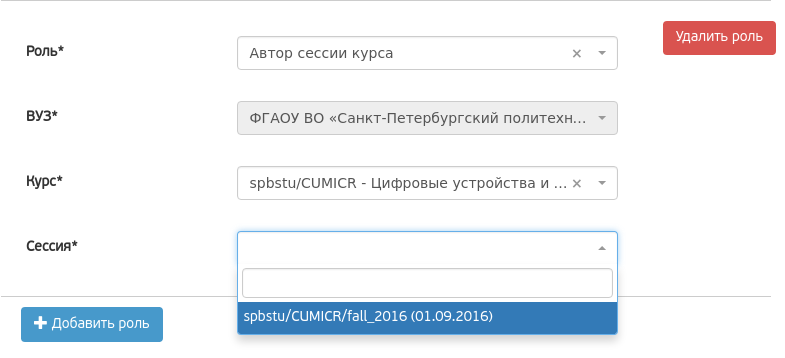 Удалить роль
Роль* Автор сессии курса ×
ВУЗ* ФГАОУ ВО «Санкт-Петербургский политехн...
Курс* spbstu/CUMICR - Цифровые устройства и ... ×
Сессия*
spbstu/CUMICR/fall_2016 (01.09.2016)
Добавить роль